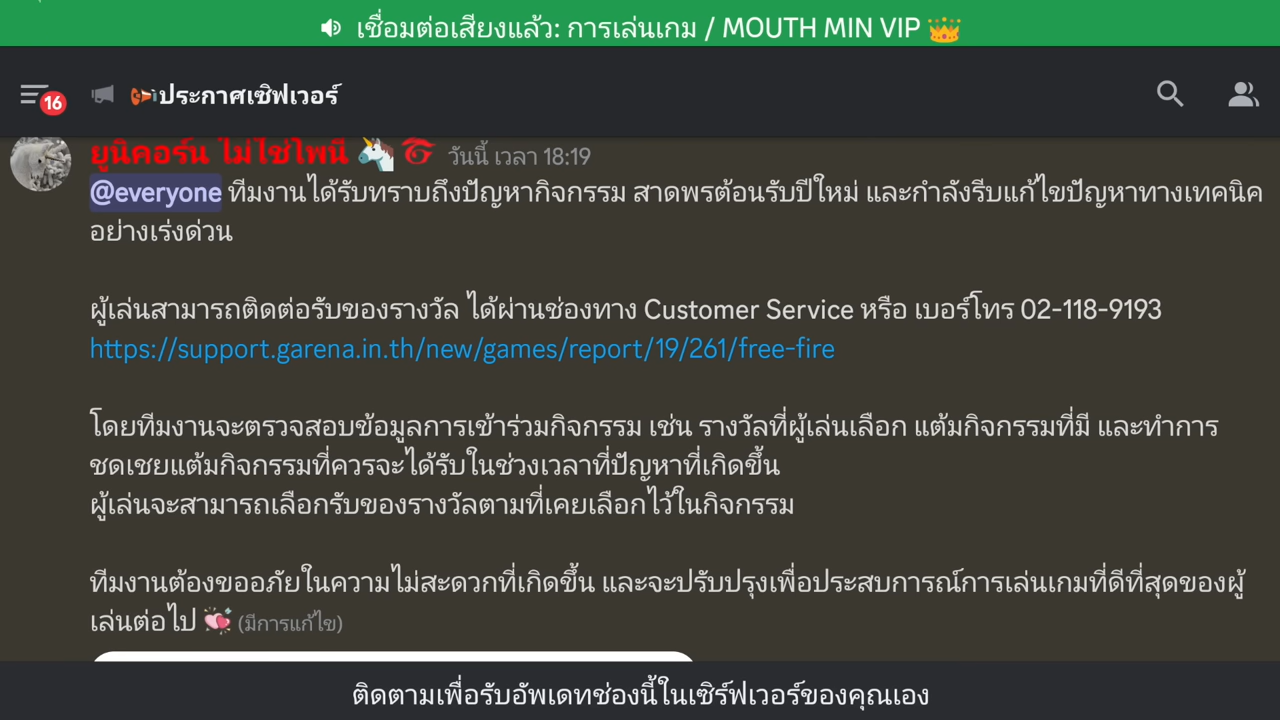 เชื่อมต่อเสียงแล้ว: การเล่นเกม / MOUTH MIN VIP 👑
16
ประกาศเซิฟเวอร์
ยูนิคอร์น ไม่ใช่โพนี่ 🦄 วันนี้ เวลา 18:19
@everyone ทีมงานได้รับทราบถึงปัญหากิจกรรม สาดพรต้อนรับปีใหม่ และกำลังรีบแก้ไขปัญหาทางเทคนิค
อย่างเร่งด่วน
ผู้เล่นสามารถติดต่อรับของรางวัล ได้ผ่านช่องทาง Customer Service หรือ เบอร์โทร 02-118-9193
https://support.garena.in.th/new/games/report/19/261/free-fire
โดยทีมงานจะตรวจสอบข้อมูลการเข้าร่วมกิจกรรม เช่น รางวัลที่ผู้เล่นเลือก แต้มกิจกรรมที่มี และทำการ
ชดเชยแต้มกิจกรรมที่ควรจะได้รับในช่วงเวลาที่ปัญหาที่เกิดขึ้น
ผู้เล่นจะสามารถเลือกรับของรางวัลตามที่เคยเลือกไว้ในกิจกรรม
ทีมงานต้องขออภัยในความไม่สะดวกที่เกิดขึ้น และจะปรับปรุงเพื่อประสบการณ์การเล่นเกมที่ดีที่สุดของผู้
เล่นต่อไป 💖 (มีการแก้ไข)
ติดตามเพื่อรับอัพเดทช่องนี้ในเซิร์ฟเวอร์ของคุณเอง